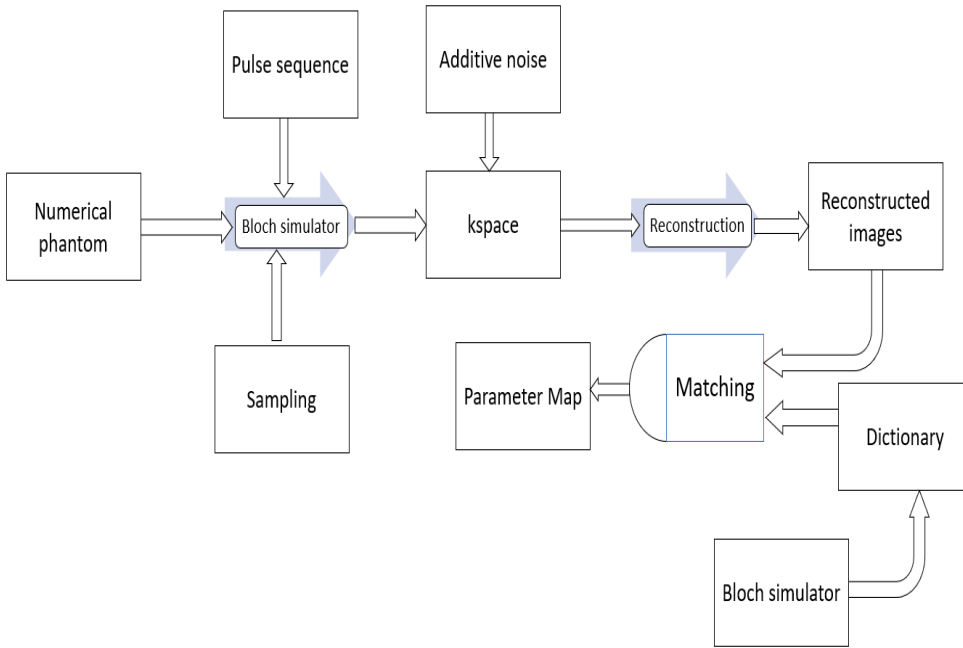 Pulse sequence
Additive noise
Numerical
phantom
Bloch simulator
kspace
Reconstruction
Reconstructed
images
Sampling
Parameter Map
Matching
Dictionary
Bloch simulator